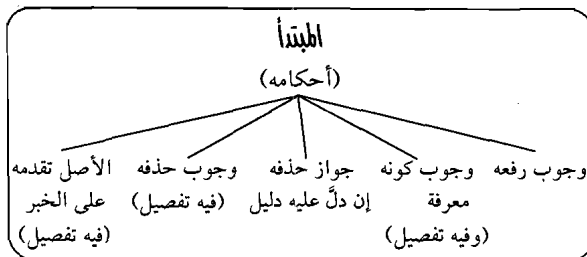 المبتدأ
(أحكامه)
وجوب رفعه
وجوب كونه
معرفة
(وفيه تفصيل)
جواز حذفه
إن دلَّ عليه دليل
وجوب حذفه
(فيه تفصيل)
الأصل تقدمه
على الخبر
(فيه تفصيل)